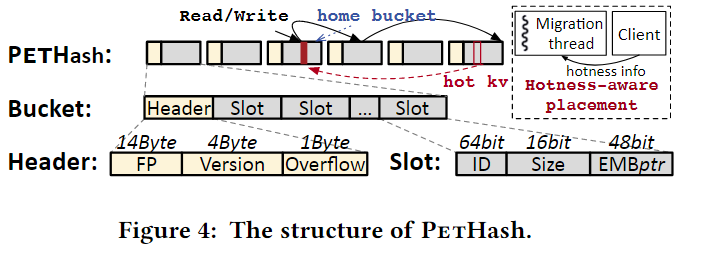 Read/Write home bucket
PETHash:
hot kv
Migration thread
Client
hotness info
Hotness-aware placement
Bucket: Header Slot Slot ... Slot
14Byte 4Byte 1Byte 64bit 16bit 48bit
Header: FP Version Overflow Slot: ID Size EMBptr
Figure 4: The structure of PETHASH.